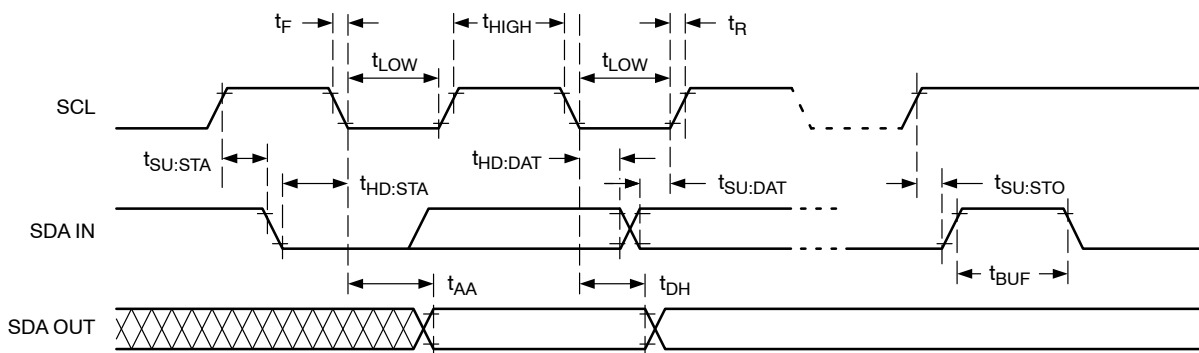 tF tHIGH tR
tLOW tLOW
SCL
tSU:STA tHD:STA tHD:DAT tSU:DAT tSU:STO
SDA IN
tAA tDH tBUF
SDA OUT